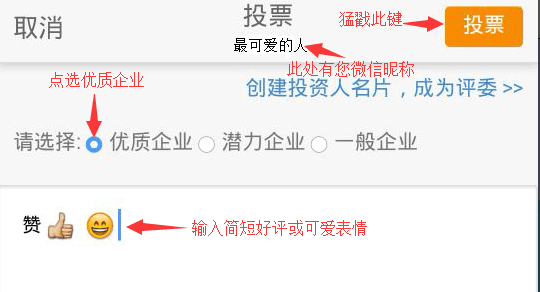 取消
投票
猛戳此键
投票
最可爱的人
此处有您微信昵称
点选优质企业
创建投资人名片，成为评委 >>
请选择: 优质企业 潜力企业 一般企业
赞👍 😄
输入简短好评或可爱表情